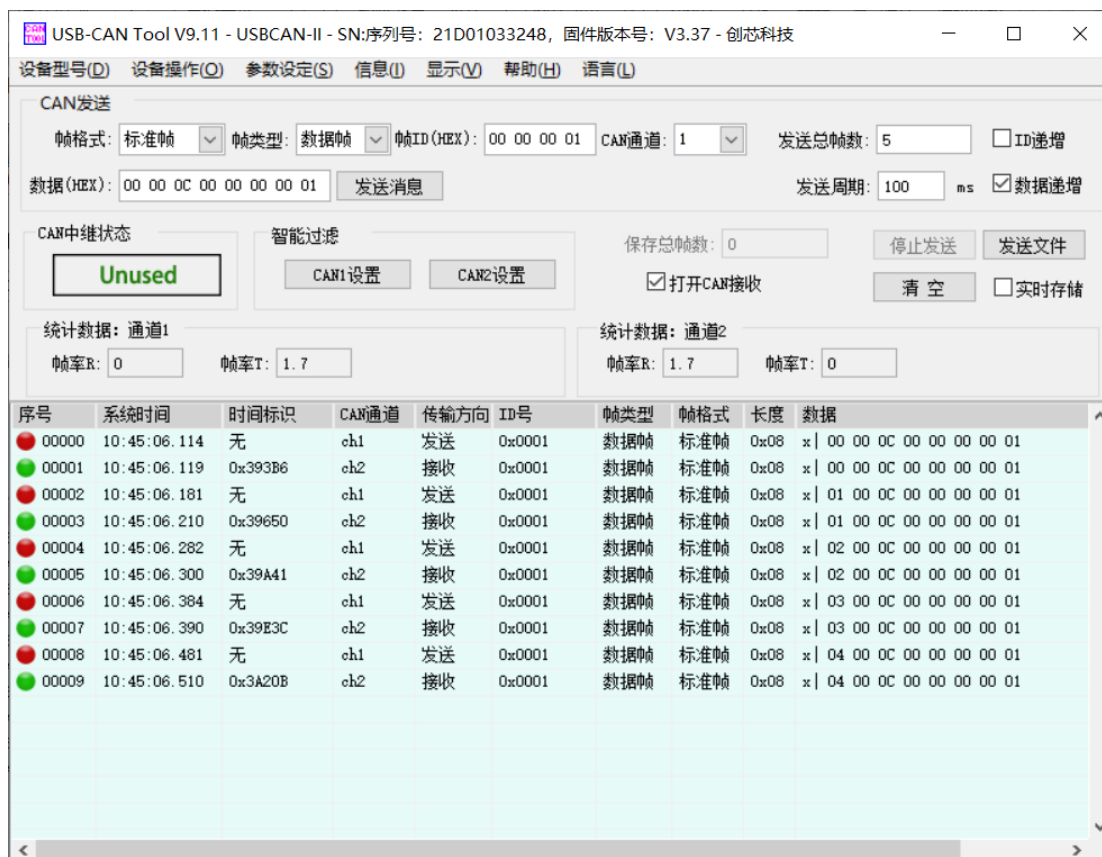 CAN TOOL USB-CAN Tool V9.11 - USBCAN-II - SN:序列号: 21D01033248, 固件版本号: V3.37 - 创芯科技
设备型号(D) 设备操作(O) 参数设定(S) 信息(I) 显示(V) 帮助(H) 语言(L)
CAN发送
帧格式: 标准帧 帧类型: 数据帧 帧ID(HEX): 00 00 00 01 CAN通道: 1 发送总帧数: 5 ID递增
数据(HEX): 00 00 0C 00 00 00 00 01 发送消息 发送周期: 100 ms 数据递增
CAN中继状态 智能过滤 保存总帧数: 0 停止发送 发送文件
Unused CAN1设置 CAN2设置 打开CAN接收 清 空 实时存储
统计数据: 通道1 统计数据: 通道2
帧率R: 0 帧率T: 1.7 帧率R: 1.7 帧率T: 0
序号 系统时间 时间标识 CAN通道 传输方向 ID号 帧类型 帧格式 长度 数据
00000 10:45:06.114 无 ch1 发送 0x0001 数据帧 标准帧 0x08 x| 00 00 0C 00 00 00 00 01
00001 10:45:06.119 0x393B6 ch2 接收 0x0001 数据帧 标准帧 0x08 x| 00 00 0C 00 00 00 00 01
00002 10:45:06.181 无 ch1 发送 0x0001 数据帧 标准帧 0x08 x| 01 00 0C 00 00 00 00 01
00003 10:45:06.210 0x39650 ch2 接收 0x0001 数据帧 标准帧 0x08 x| 01 00 0C 00 00 00 00 01
00004 10:45:06.282 无 ch1 发送 0x0001 数据帧 标准帧 0x08 x| 02 00 0C 00 00 00 00 01
00005 10:45:06.300 0x39A41 ch2 接收 0x0001 数据帧 标准帧 0x08 x| 02 00 0C 00 00 00 00 01
00006 10:45:06.384 无 ch1 发送 0x0001 数据帧 标准帧 0x08 x| 03 00 0C 00 00 00 00 01
00007 10:45:06.390 0x39E3C ch2 接收 0x0001 数据帧 标准帧 0x08 x| 03 00 0C 00 00 00 00 01
00008 10:45:06.481 无 ch1 发送 0x0001 数据帧 标准帧 0x08 x| 04 00 0C 00 00 00 00 01
00009 10:45:06.510 0x3A20B ch2 接收 0x0001 数据帧 标准帧 0x08 x| 04 00 0C 00 00 00 00 01